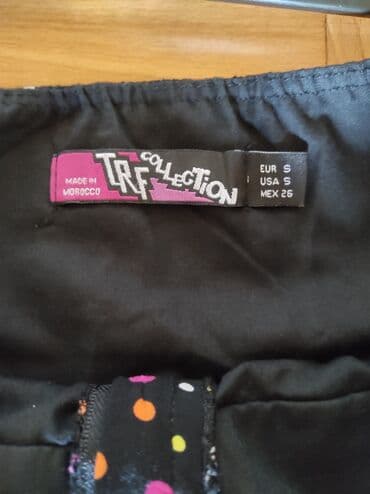 MADE IN
MOROCCO
TRF COLLECTION
EUR S
USA S
MEX 26